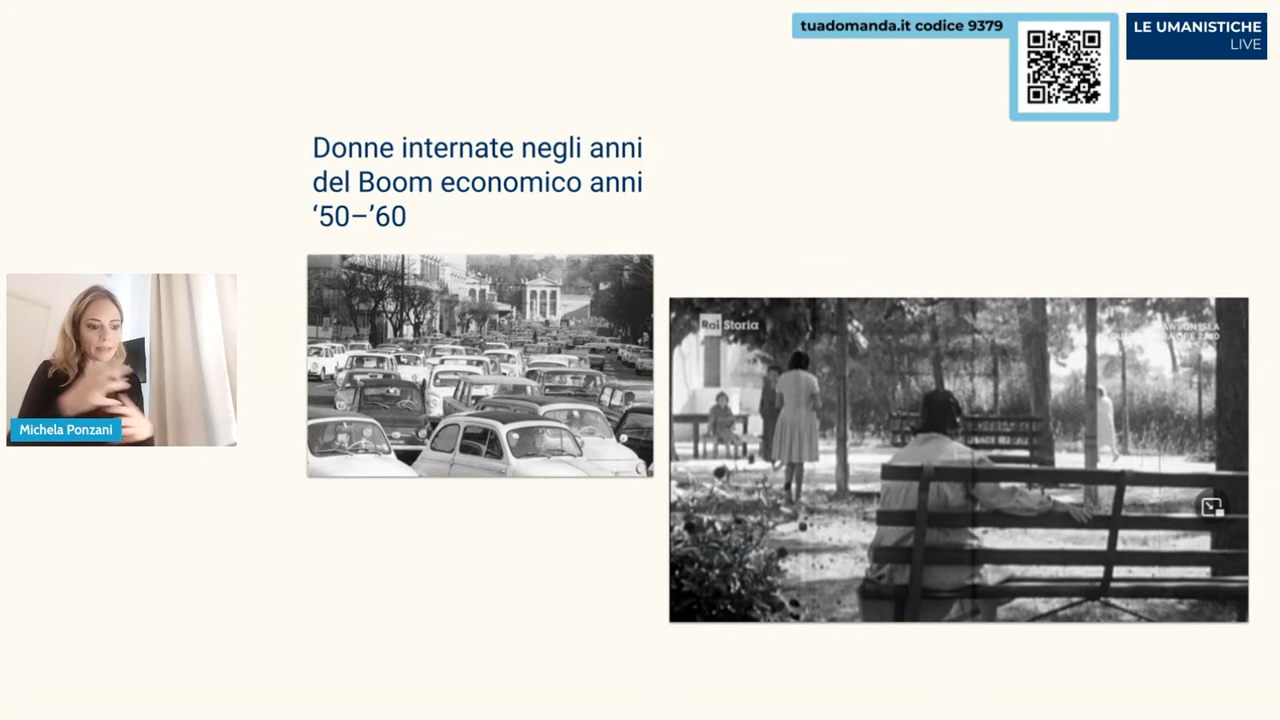 tuadomanda.it codice 9379
LE UMANISTICHE
LIVE
Donne internate negli anni
del Boom economico anni
‘50–’60
Michela Ponzani
Rai Storia